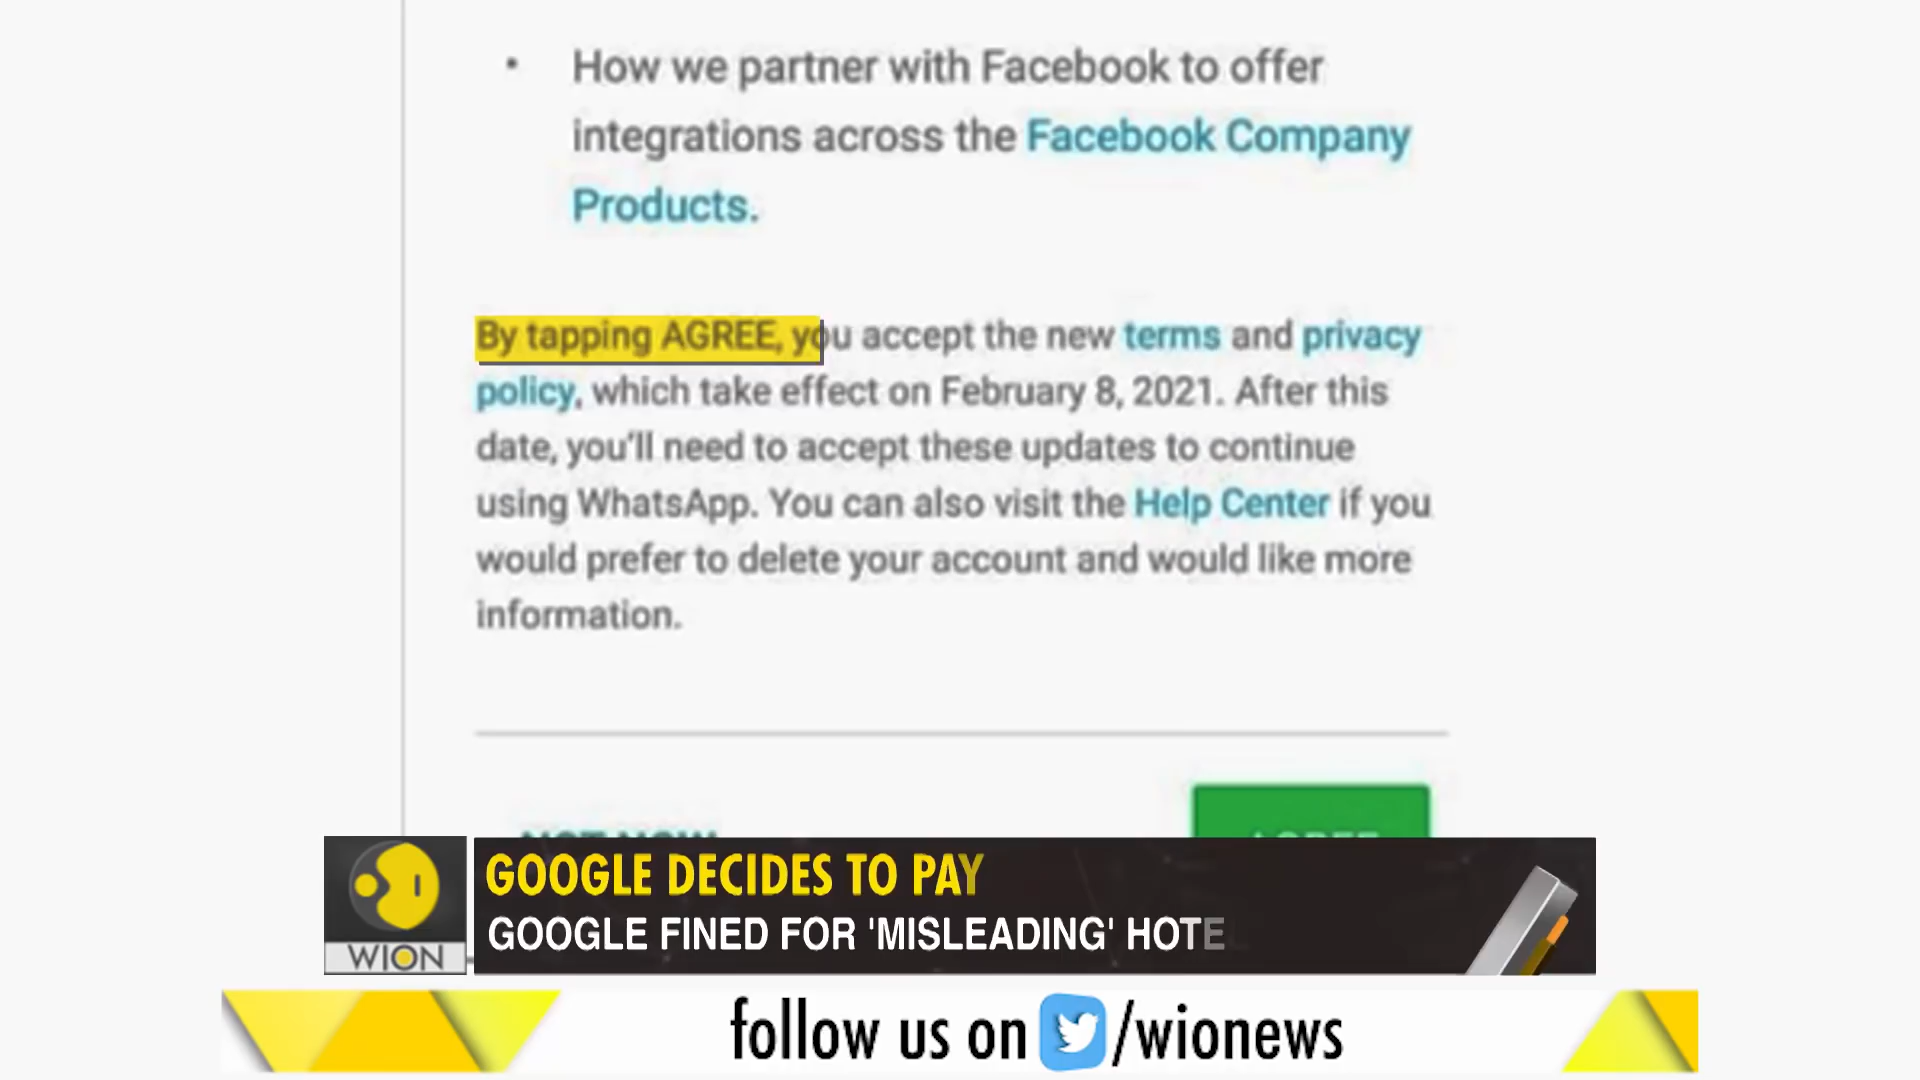 • How we partner with Facebook to offer
integrations across the Facebook Company
Products.
By tapping AGREE, you accept the new terms and privacy
policy, which take effect on February 8, 2021. After this
date, you'll need to accept these updates to continue
using WhatsApp. You can also visit the Help Center if you
would prefer to delete your account and would like more
information.
NOT NOW
AGREE
GOOGLE DECIDES TO PAY
GOOGLE FINED FOR 'MISLEADING' HOTE
WION
follow us on /wionews